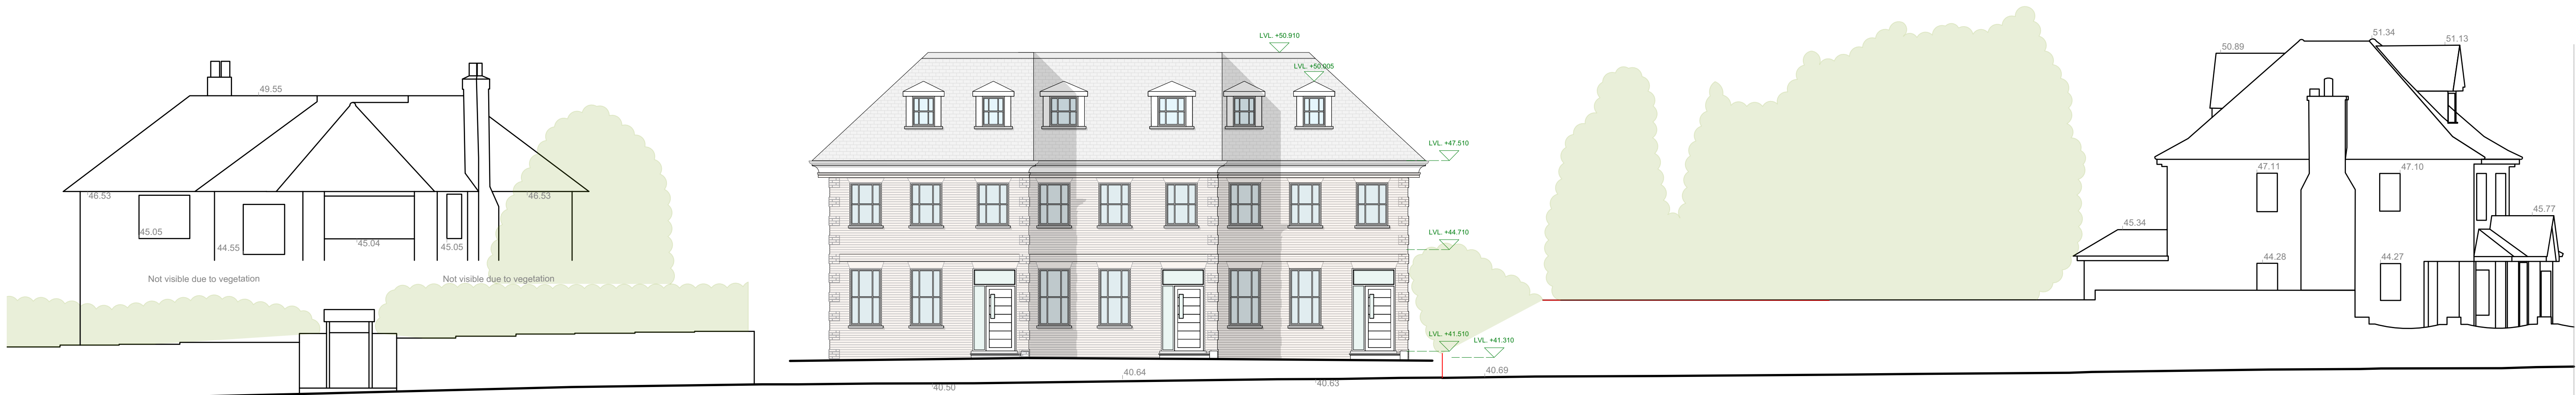 49.55
'46.53
'46.53
45.05
44.55
'45.04
45.05
Not visible due to vegetation
Not visible due to vegetation
LVL. +50.910
LVL. +50.005
LVL. +47.510
LVL. +44.710
LVL. +41.510
LVL. +41.310
'40.50
40.64
'40.63
40.69
50.89
51.34
51.13
47.11
47.10
45.34
45.77
44.28
44.27